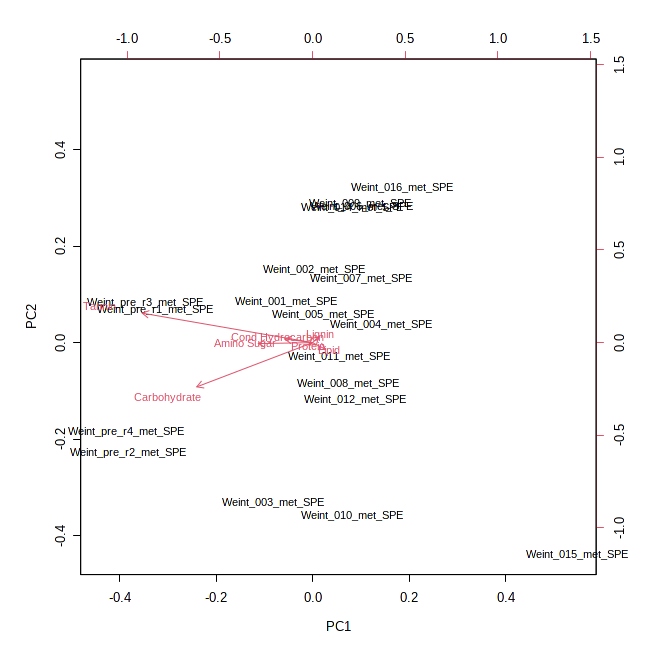 -1.0 -0.5 0.0 0.5 1.0 1.5
1.5
Weint_016_met_SPE
1.0
0.4
Weint_009_met_SPE
0.2
Weint_002_met_SPE
Weint_007_met_SPE
0.5
Weint_pre_r3_met_SPE
Weint_001_met_SPE
Weint_pre_r1_met_SPE
Weint_005_met_SPE
Weint_004_met_SPE
PC2
Lignin
Cond Hydrocarbon
Amino Sugar
Protein
Lipid
0.0
0.0
Weint_011_met_SPE
Weint_008_met_SPE
Carbohydrate
Weint_012_met_SPE
-0.2
Weint_pre_r4_met_SPE
-0.5
Weint_pre_r2_met_SPE
Weint_003_met_SPE
Weint_010_met_SPE
-0.4
-1.0
Weint_015_met_SPE
-0.4 -0.2 0.0 0.2 0.4
PC1